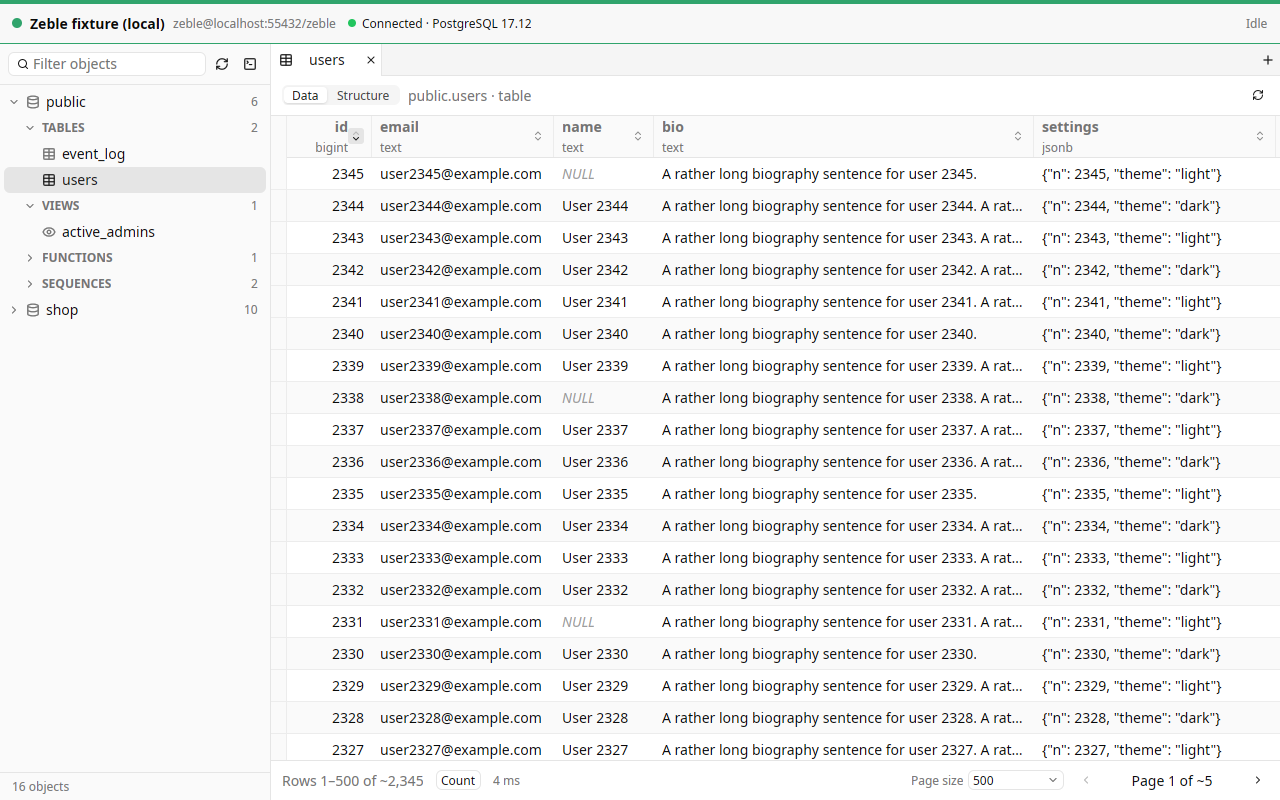 Zeble fixture (local) zeble@localhost:55432/zeble Connected · PostgreSQL 17.12 Idle
Filter objects
public 6
TABLES 2
event_log
users
VIEWS 1
active_admins
FUNCTIONS 1
SEQUENCES 2
shop 10
16 objects
users
Data Structure public.users · table
id email name bio settings
bigint text text text jsonb
2345 user2345@example.com NULL A rather long biography sentence for user 2345. {"n": 2345, "theme": "light"}
2344 user2344@example.com User 2344 A rather long biography sentence for user 2344. A rat... {"n": 2344, "theme": "dark"}
2343 user2343@example.com User 2343 A rather long biography sentence for user 2343. A rat... {"n": 2343, "theme": "light"}
2342 user2342@example.com User 2342 A rather long biography sentence for user 2342. A rat... {"n": 2342, "theme": "dark"}
2341 user2341@example.com User 2341 A rather long biography sentence for user 2341. A rat... {"n": 2341, "theme": "light"}
2340 user2340@example.com User 2340 A rather long biography sentence for user 2340. {"n": 2340, "theme": "dark"}
2339 user2339@example.com User 2339 A rather long biography sentence for user 2339. A rat... {"n": 2339, "theme": "light"}
2338 user2338@example.com NULL A rather long biography sentence for user 2338. A rat... {"n": 2338, "theme": "dark"}
2337 user2337@example.com User 2337 A rather long biography sentence for user 2337. A rat... {"n": 2337, "theme": "light"}
2336 user2336@example.com User 2336 A rather long biography sentence for user 2336. A rat... {"n": 2336, "theme": "dark"}
2335 user2335@example.com User 2335 A rather long biography sentence for user 2335. {"n": 2335, "theme": "light"}
2334 user2334@example.com User 2334 A rather long biography sentence for user 2334. A rat... {"n": 2334, "theme": "dark"}
2333 user2333@example.com User 2333 A rather long biography sentence for user 2333. A rat... {"n": 2333, "theme": "light"}
2332 user2332@example.com User 2332 A rather long biography sentence for user 2332. A rat... {"n": 2332, "theme": "dark"}
2331 user2331@example.com NULL A rather long biography sentence for user 2331. A rat... {"n": 2331, "theme": "light"}
2330 user2330@example.com User 2330 A rather long biography sentence for user 2330. {"n": 2330, "theme": "dark"}
2329 user2329@example.com User 2329 A rather long biography sentence for user 2329. A rat... {"n": 2329, "theme": "light"}
2328 user2328@example.com User 2328 A rather long biography sentence for user 2328. A rat... {"n": 2328, "theme": "dark"}
2327 user2327@example.com User 2327 A rather long biography sentence for user 2327. A rat... {"n": 2327, "theme": "light"}
Rows 1–500 of ~2,345 Count 4 ms Page size 500 Page 1 of ~5